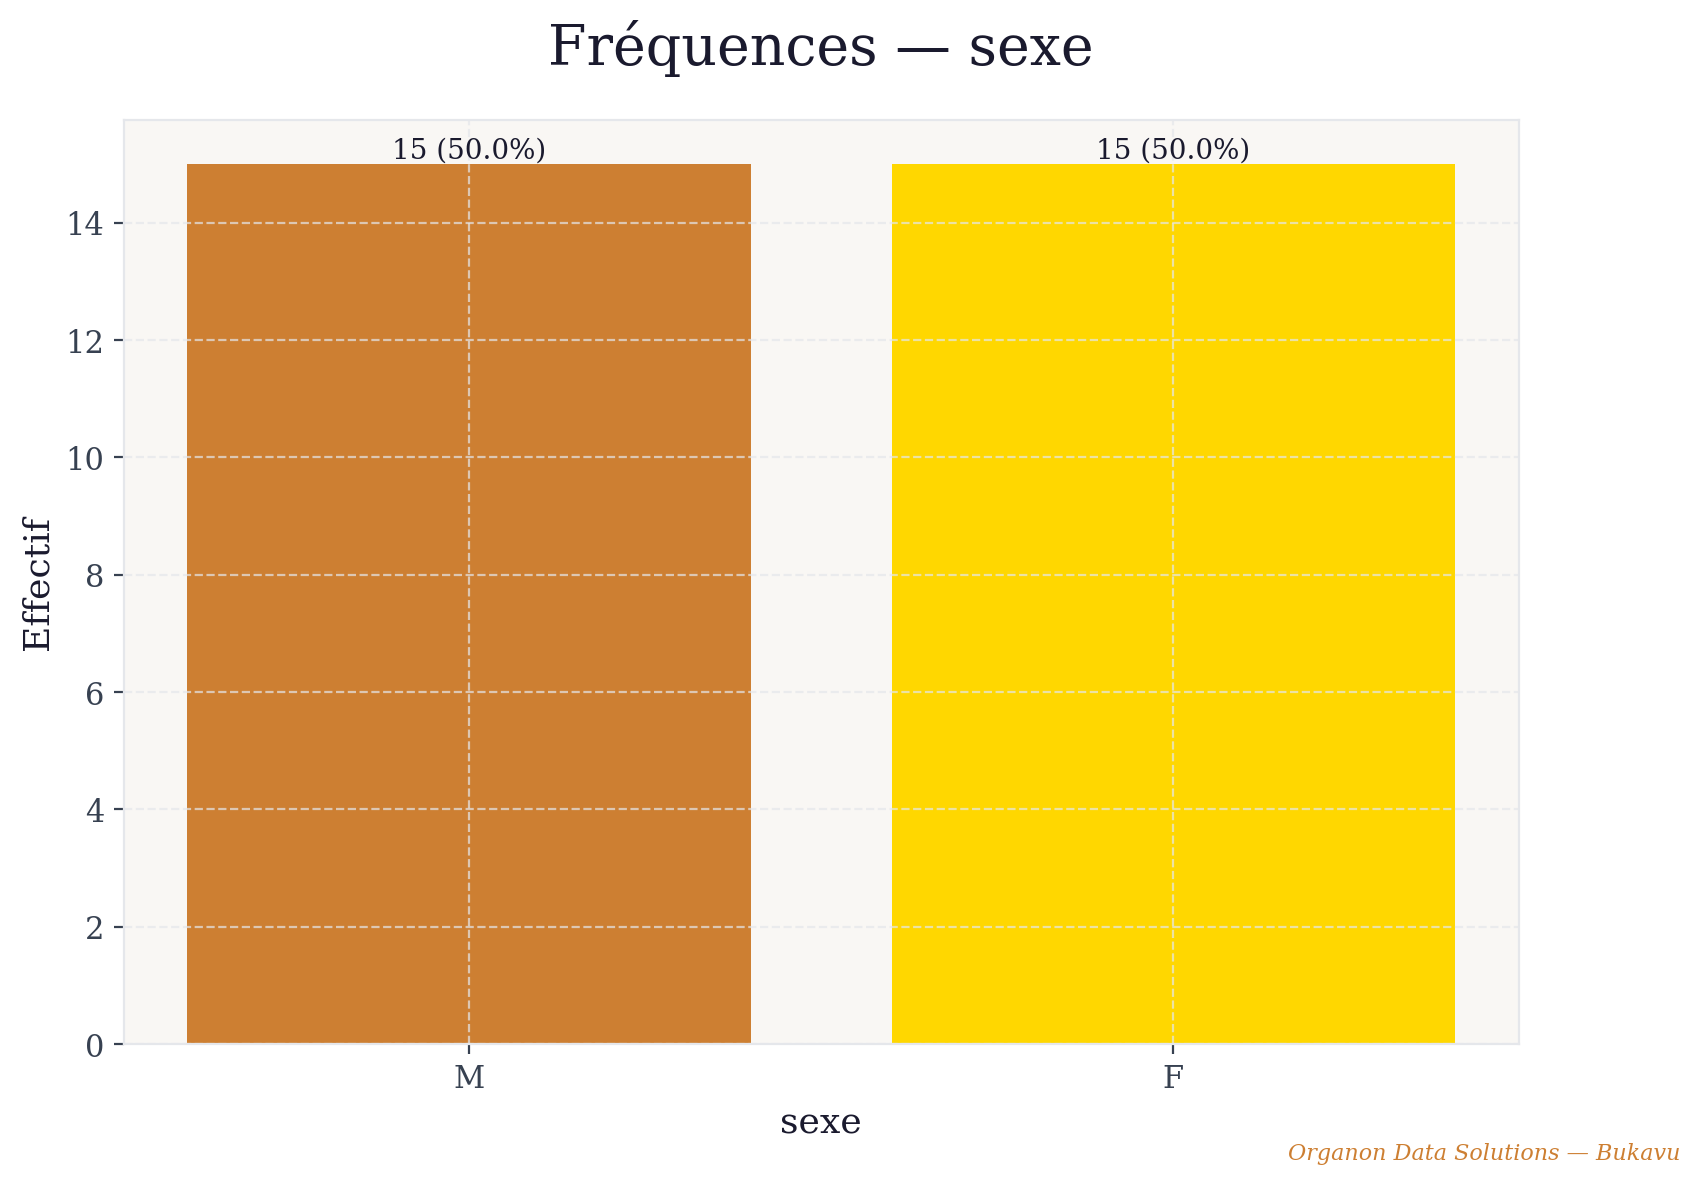 Fréquences — sexe
15 (50.0%)
15 (50.0%)
14
12
10
8
6
4
2
0
Effectif
M
F
sexe
Organon Data Solutions — Bukavu